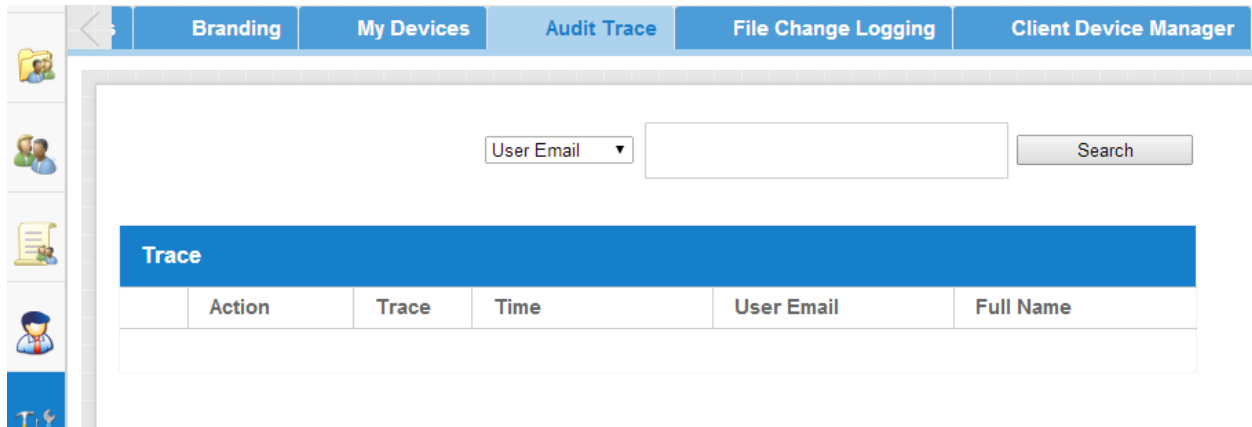 s Branding My Devices Audit Trace File Change Logging Client Device Manager
User Email Search
Trace
Action Trace Time User Email Full Name